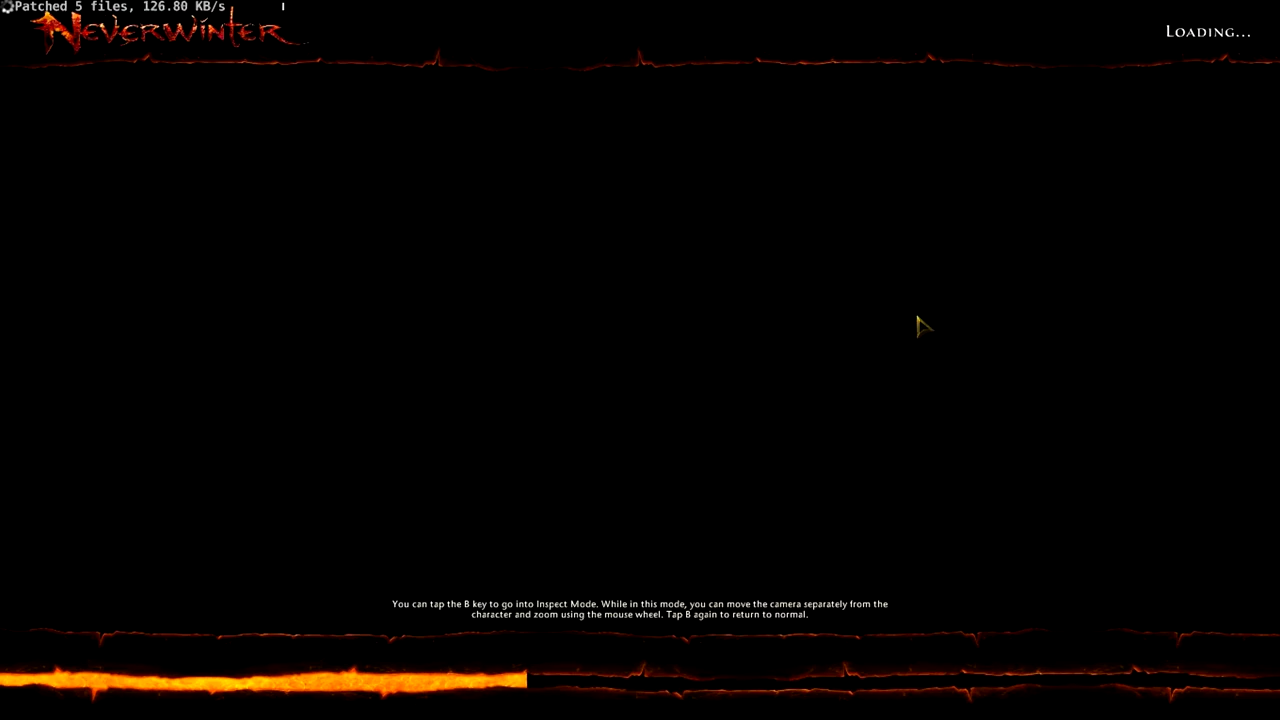 Patched 5 files, 126.80 KB/s
NEVERWINTER
LOADING...
You can tap the B key to go into Inspect Mode. While in this mode, you can move the camera separately from the
character and zoom using the mouse wheel. Tap B again to return to normal.